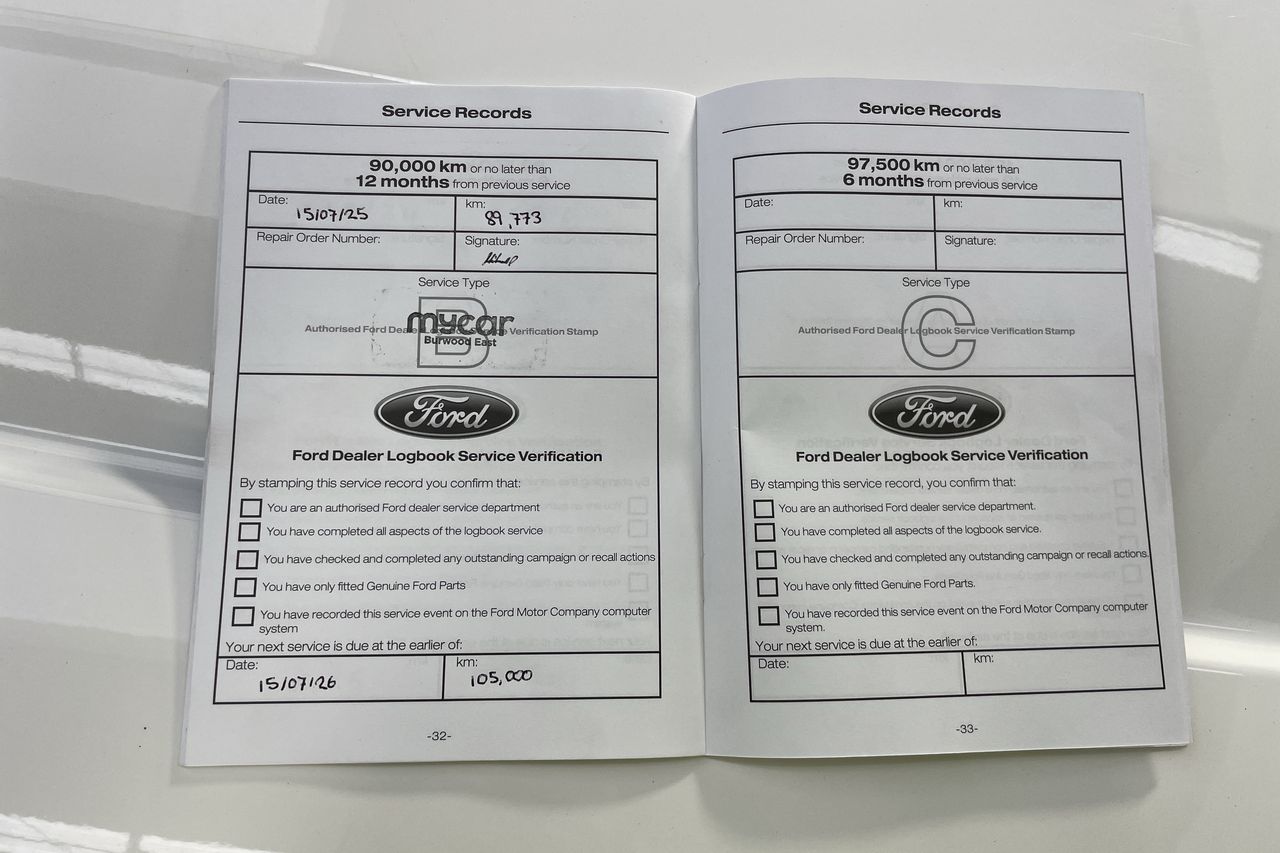 Service Records
90,000 km or no later than
12 months from previous service
Date:
15/07/25
km:
89,773
Repair Order Number:
Signature:
Service Type
B
Authorised Ford Dealer Logbook Service Verification Stamp
mycar
Burwood East
Ford
Ford Dealer Logbook Service Verification
By stamping this service record you confirm that:
You are an authorised Ford dealer service department
You have completed all aspects of the logbook service
You have checked and completed any outstanding campaign or recall actions
You have only fitted Genuine Ford Parts
You have recorded this service event on the Ford Motor Company computer
system
Your next service is due at the earlier of:
Date:
15/07/26
km:
105,000
-32-
Service Records
97,500 km or no later than
6 months from previous service
Date:
km:
Repair Order Number:
Signature:
Service Type
C
Authorised Ford Dealer Logbook Service Verification Stamp
Ford
Ford Dealer Logbook Service Verification
By stamping this service record, you confirm that:
You are an authorised Ford dealer service department.
You have completed all aspects of the logbook service.
You have checked and completed any outstanding campaign or recall actions.
You have only fitted Genuine Ford Parts.
You have recorded this service event on the Ford Motor Company computer
system.
Your next service is due at the earlier of:
Date:
km:
-33-